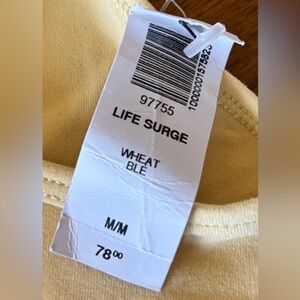 97755
LIFE SURGE
WHEAT
BLE
M/M
78.00